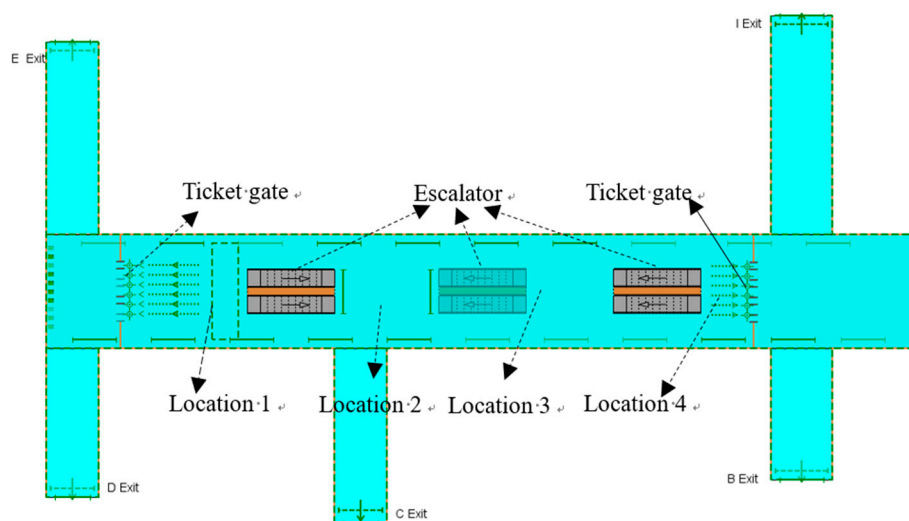 I Exit
E Exit
Ticket gate
Escalator
Ticket gate
Location 1
Location 2
Location 3
Location 4
B Exit
D Exit
C Exit